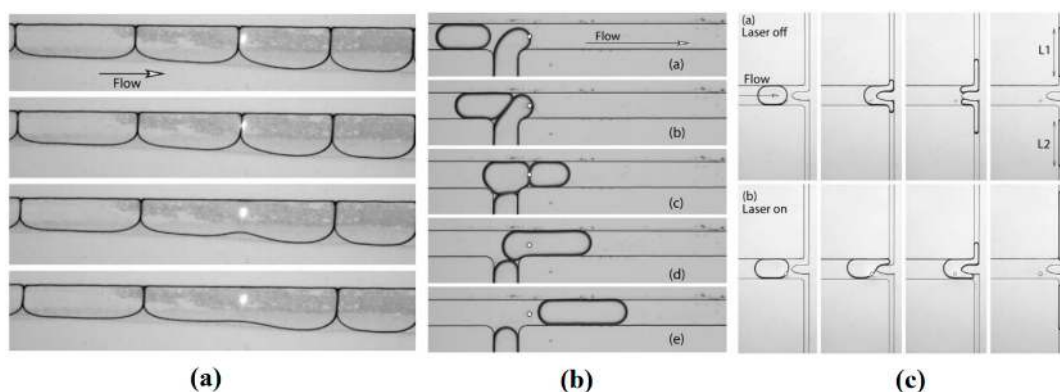 Flow
Flow
(a)
(b)
(c)
(d)
(e)
(a)
Laser off
L1
Flow
L2
(b)
Laser on
(a)
(b)
(c)